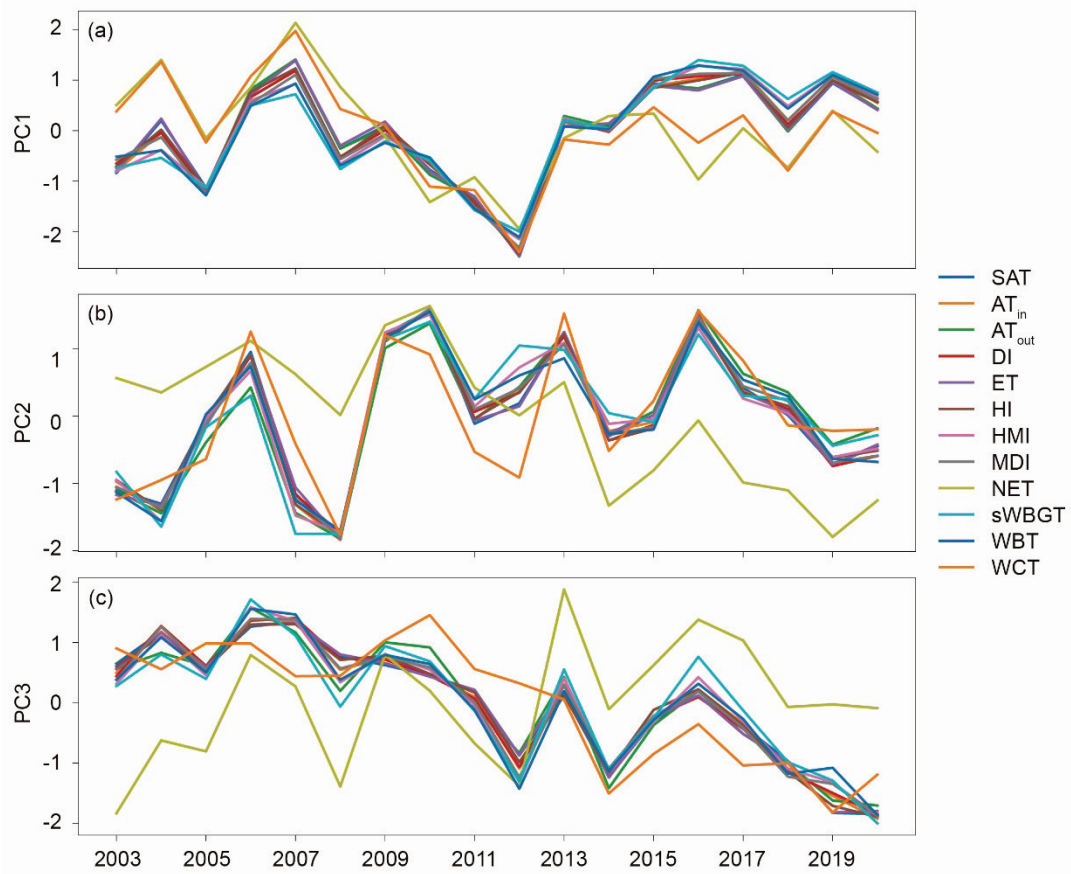 (a)
PC1
2
1
0
-1
-2
(b)
PC2
1
0
-1
-2
(c)
PC3
2
1
0
-1
-2
2003 2005 2007 2009 2011 2013 2015 2017 2019
SAT
ATin
ATout
DI
ET
HI
HMI
MDI
NET
sWBGT
WBT
WCT